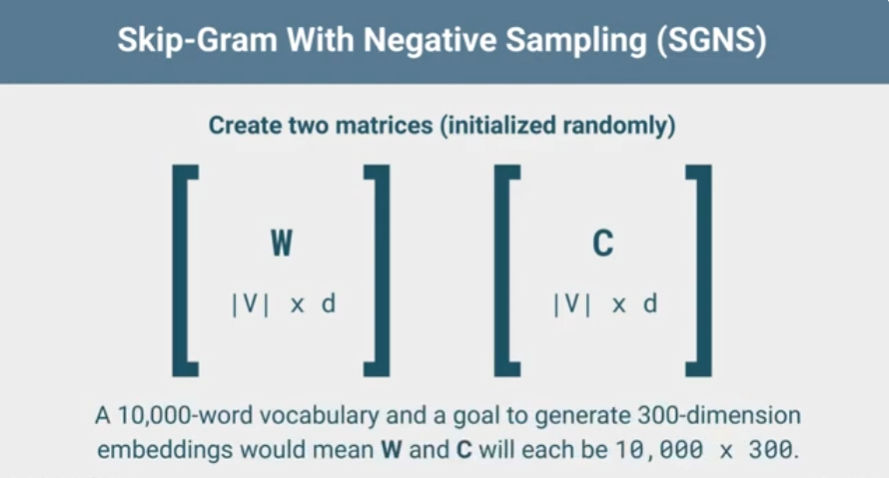 Skip-Gram With Negative Sampling (SGNS)
Create two matrices (initialized randomly)
W
|V| x d
C
|V| x d
A 10,000-word vocabulary and a goal to generate 300-dimension
embeddings would mean W and C will each be 10,000 x 300.